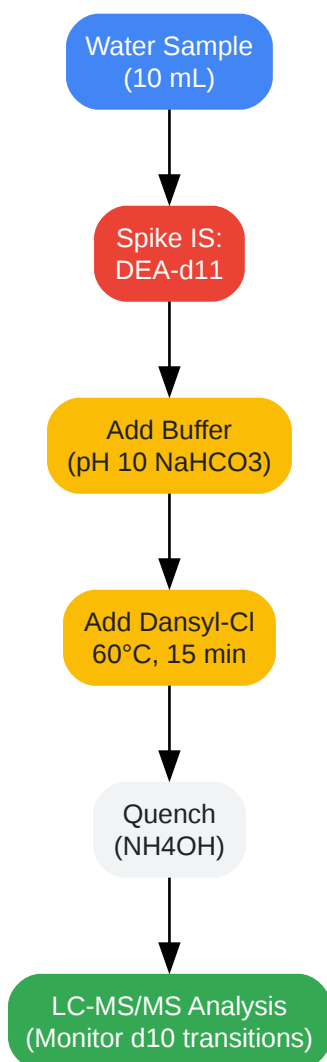 Water Sample
(10 mL)
Spike IS:
DEA-d11
Add Buffer
(pH 10 NaHCO3)
Add Dansyl-Cl
60°C, 15 min
Quench
(NH4OH)
LC-MS/MS Analysis
(Monitor d10 transitions)